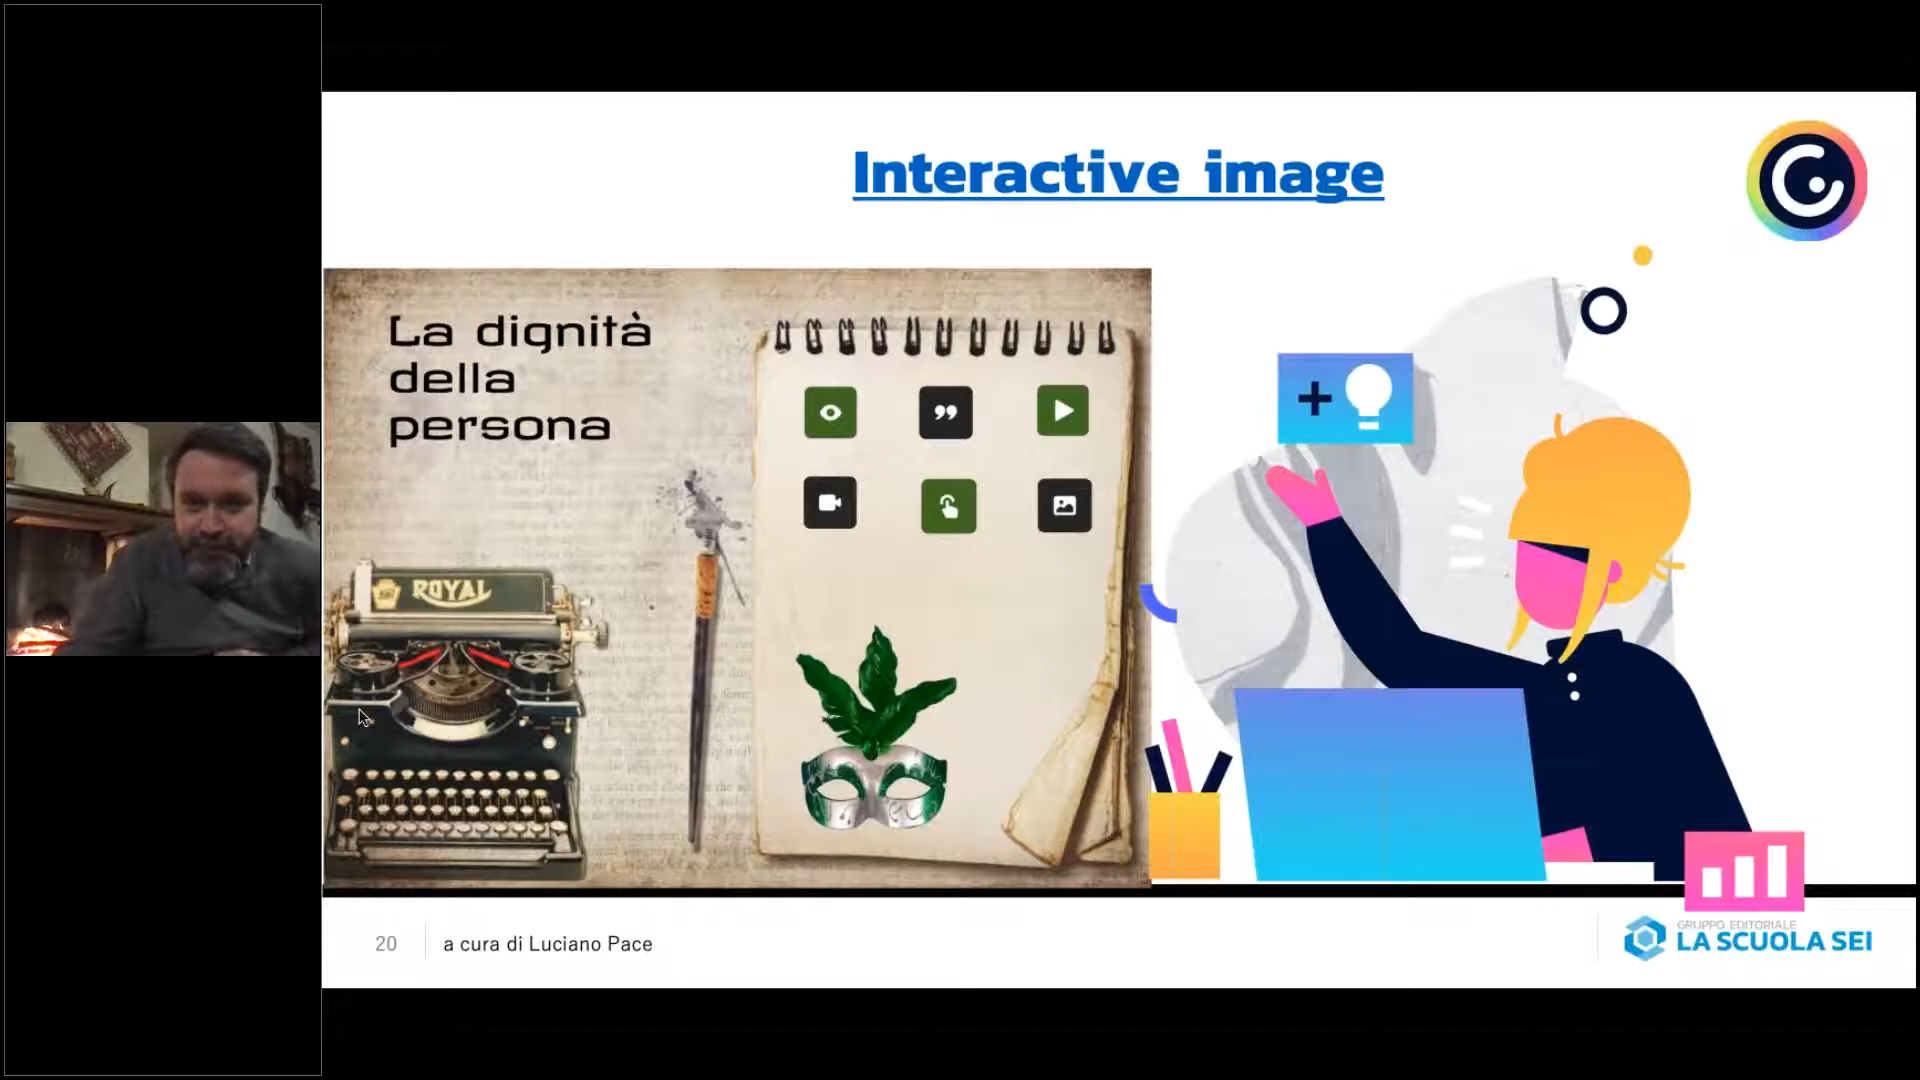 Interactive image
La dignità
della
persona
ROYAL
20
a cura di Luciano Pace
GRUPPO EDITORIALE
LA SCUOLA SEI